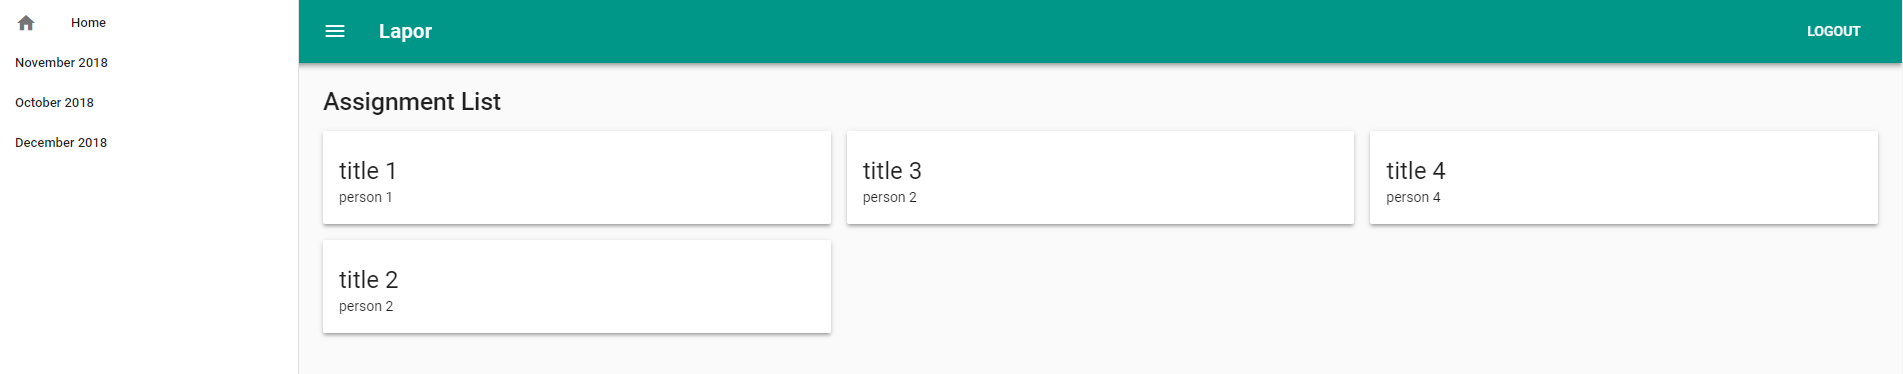 Home
November 2018
October 2018
December 2018
Lapor
LOGOUT
Assignment List
title 1
person 1
title 3
person 2
title 4
person 4
title 2
person 2